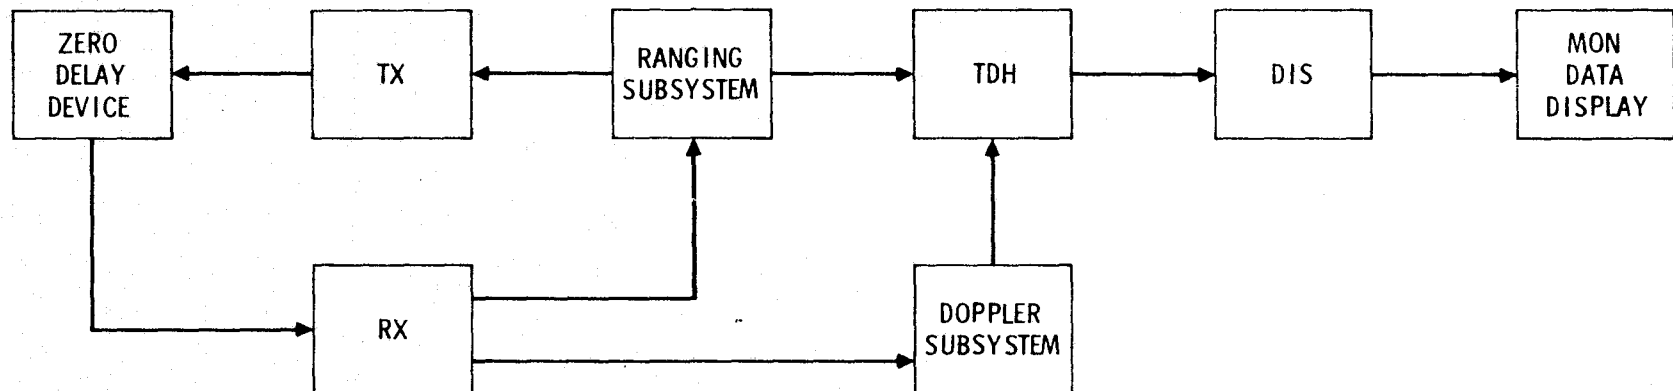 ZERO
DELAY
DEVICE
TX
RANGING
SUBSYSTEM
TDH
DIS
MON
DATA
DISPLAY
RX
DOPPLER
SUBSYSTEM